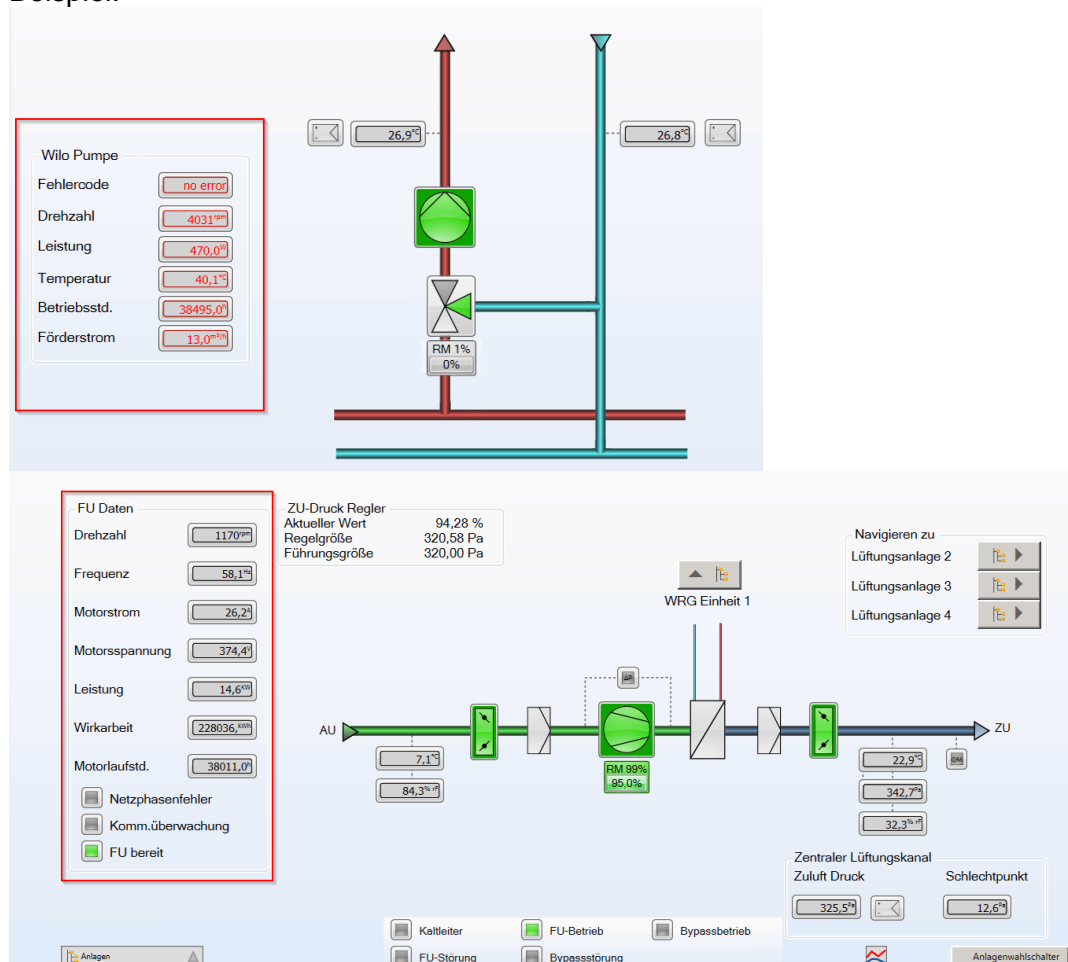 26,9°C
26,8°C
Wilo Pumpe
Fehlercode no error
Drehzahl 4031rpm
Leistung 470,0W
Temperatur 40,1°C
Betriebsstd. 38495,0h
Förderstrom 13,0m³/h
RM 1%
0%
FU Daten
Drehzahl 1170rpm
Frequenz 58,1Hz
Motorstrom 26,2A
Motorsspannung 374,4V
Leistung 14,6KW
Wirkarbeit 228036,kWh
Motorlaufstd. 38011,0h
Netzphasenfehler
Komm.überwachung
FU bereit
ZU-Druck Regler
Aktueller Wert 94,28 %
Regelgröße 320,58 Pa
Führungsgröße 320,00 Pa
WRG Einheit 1
Navigieren zu
Lüftungsanlage 2
Lüftungsanlage 3
Lüftungsanlage 4
AU
ΔP
ZU
7,1°C
84,3% rF
RM 99%
95,0%
22,9°C
342,7Pa
32,3% rF
Zentraler Lüftungskanal
Zuluft Druck Schlechtpunkt
325,5Pa 12,6Pa
Kaltleiter FU-Betrieb Bypassbetrieb
FU-Störung Bypassstörung
Anlagen
Anlagenwahlschalter